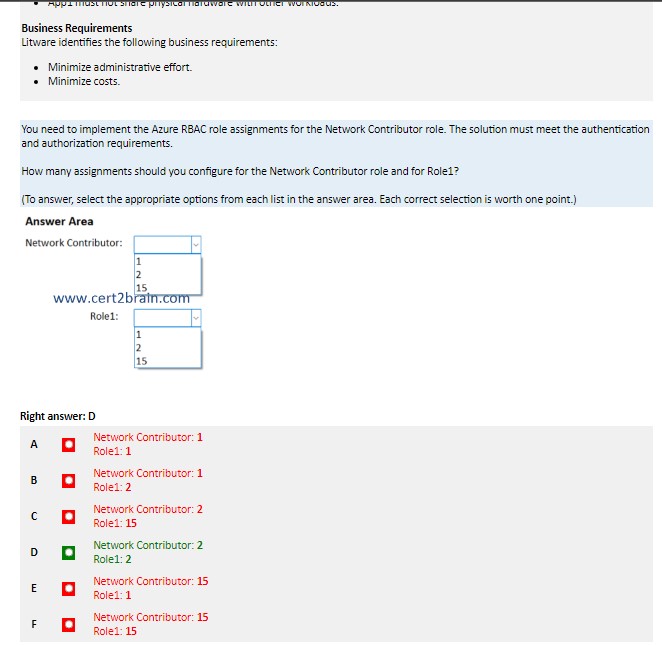 • App1 must not share physical hardware with other workloads.
Business Requirements
Litware identifies the following business requirements:
• Minimize administrative effort.
• Minimize costs.
You need to implement the Azure RBAC role assignments for the Network Contributor role. The solution must meet the authentication
and authorization requirements.
How many assignments should you configure for the Network Contributor role and for Role1?
(To answer, select the appropriate options from each list in the answer area. Each correct selection is worth one point.)
Answer Area
Network Contributor:
1
2
15
www.cert2brain.com
Role1:
1
2
15
Right answer: D
A
Network Contributor: 1
Role1: 1
B
Network Contributor: 1
Role1: 2
C
Network Contributor: 2
Role1: 15
D
Network Contributor: 2
Role1: 2
E
Network Contributor: 15
Role1: 1
F
Network Contributor: 15
Role1: 15